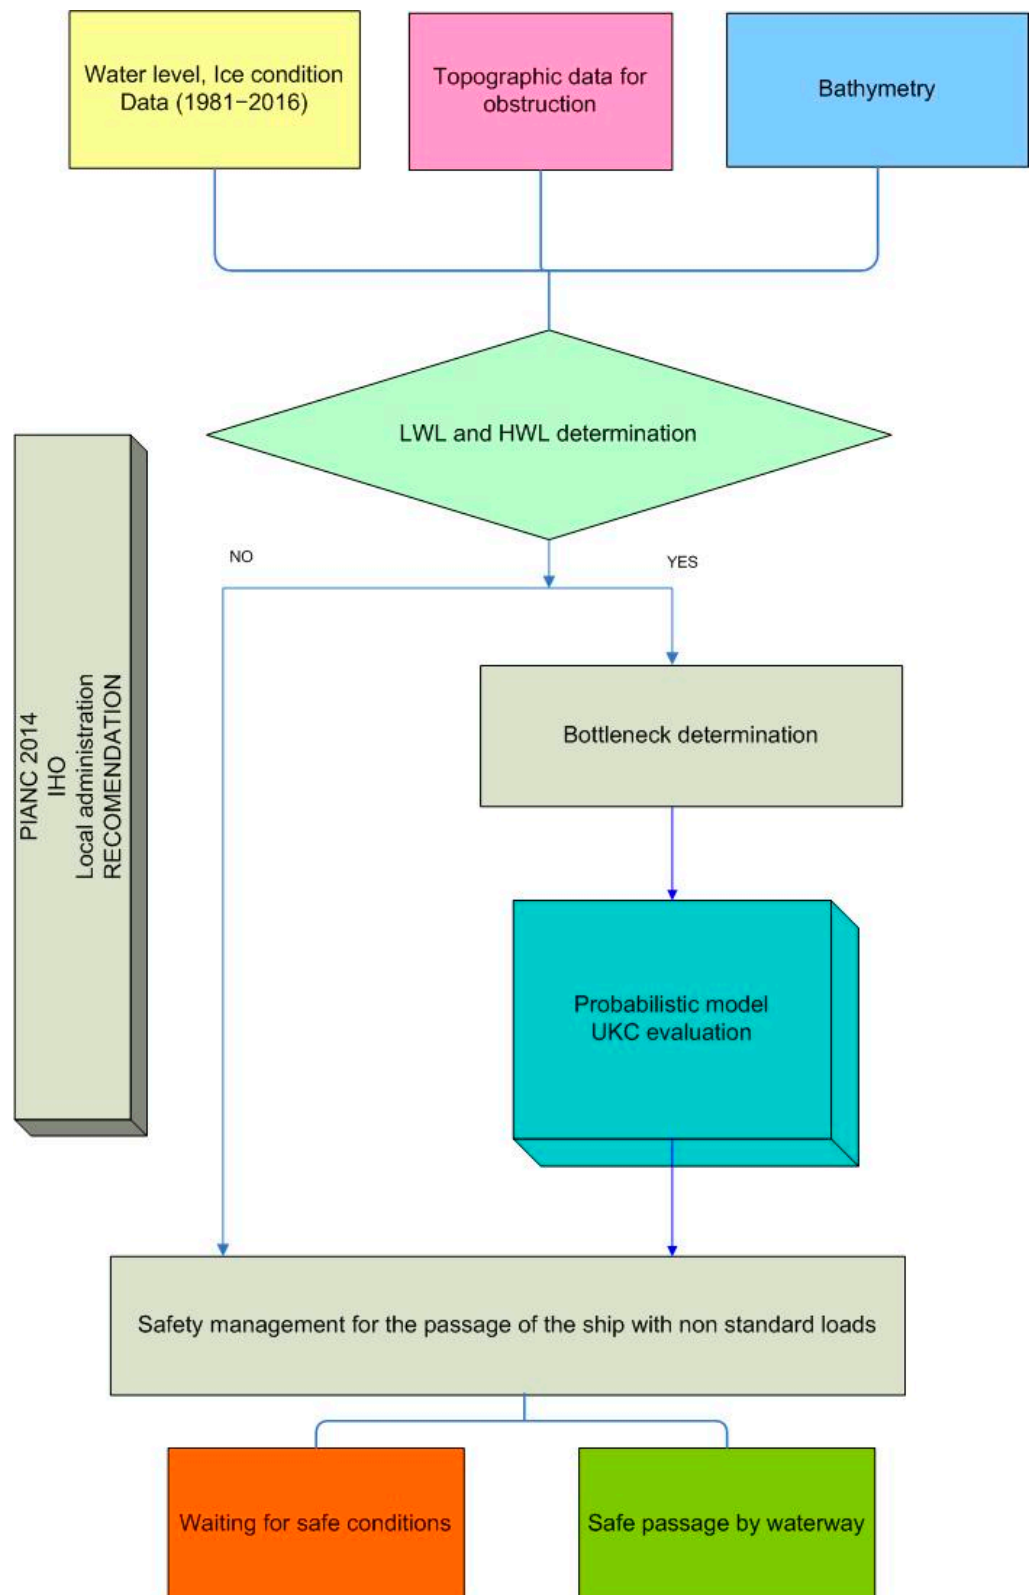 Water level, Ice condition
Data (1981−2016)
Topographic data for
obstruction
Bathymetry
LWL and HWL determination
NO
YES
PIANC 2014
IHO
Local administration
RECOMENDATION
Bottleneck determination
Probabilistic model
UKC evaluation
Safety management for the passage of the ship with non standard loads
Waiting for safe conditions
Safe passage by waterway